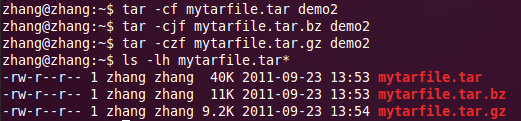 zhang@zhang:~$ tar -cf mytarfile.tar demo2
zhang@zhang:~$ tar -cjf mytarfile.tar.bz demo2
zhang@zhang:~$ tar -czf mytarfile.tar.gz demo2
zhang@zhang:~$ ls -lh mytarfile.tar*
-rw-r--r-- 1 zhang zhang  40K 2011-09-23 13:53 mytarfile.tar
-rw-r--r-- 1 zhang zhang  11K 2011-09-23 13:53 mytarfile.tar.bz
-rw-r--r-- 1 zhang zhang 9.2K 2011-09-23 13:54 mytarfile.tar.gz